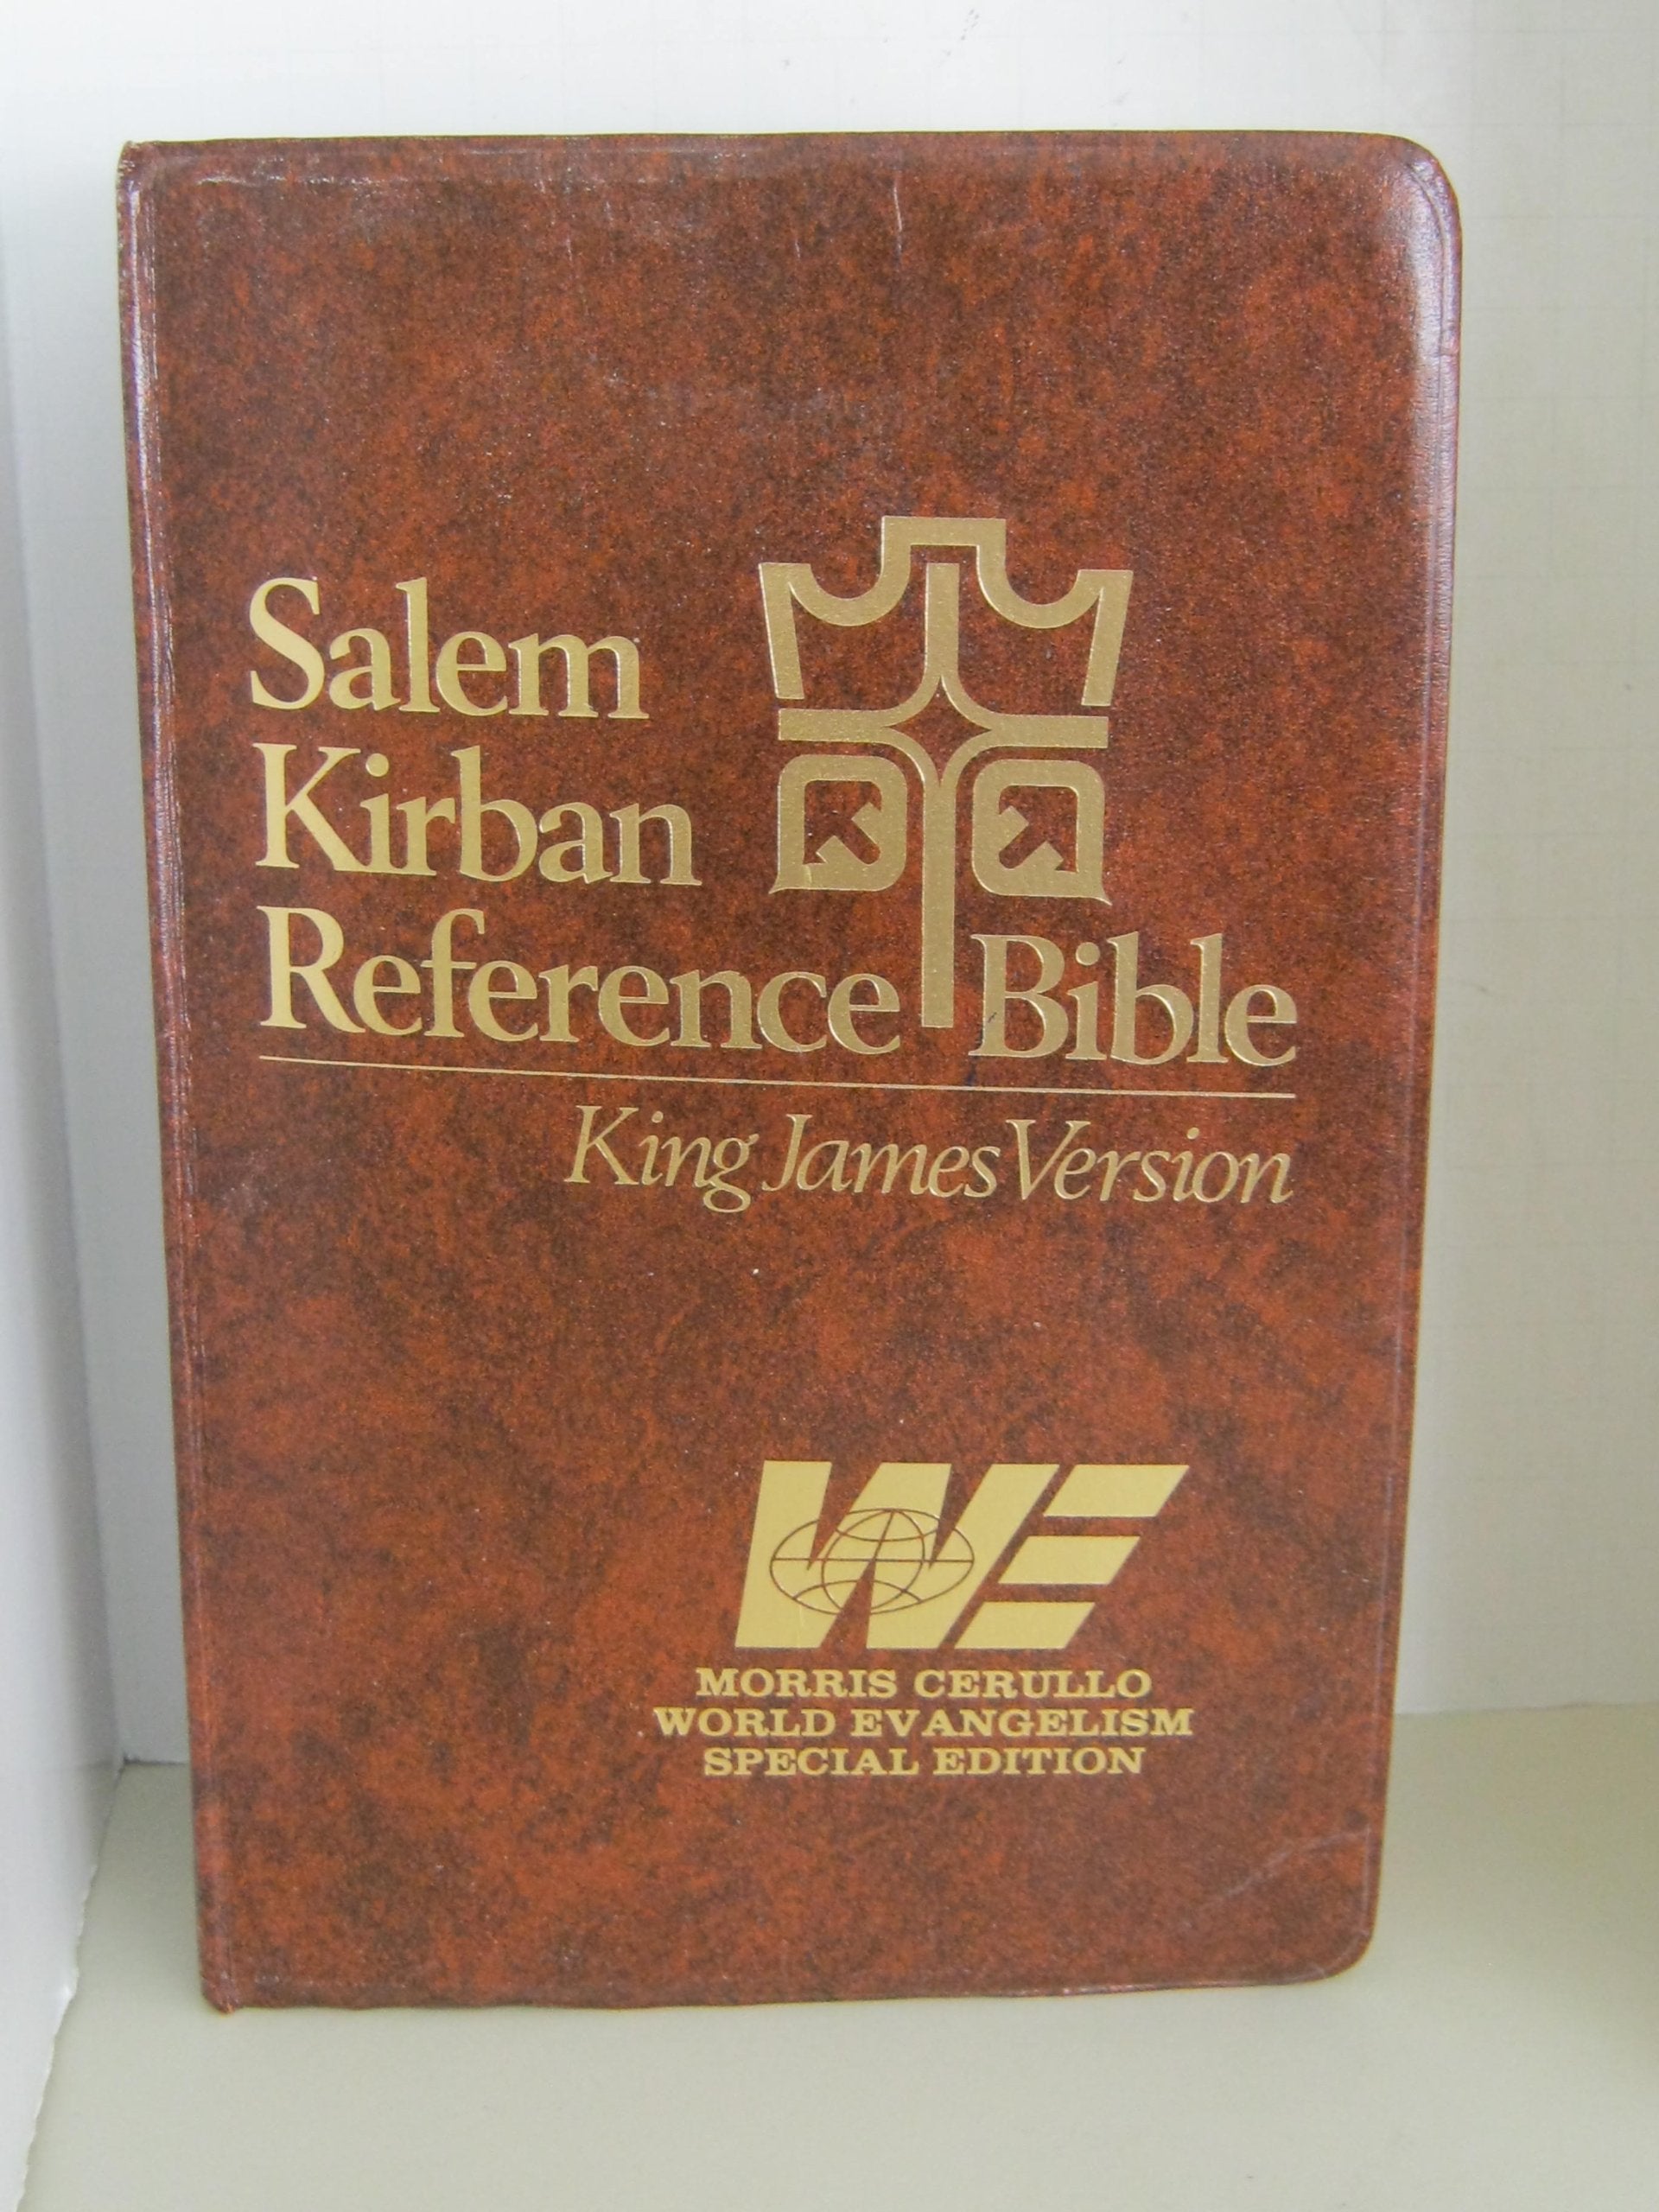 Salem
Kirban
Reference Bible
King James Version
WE
MORRIS CERULLO
WORLD EVANGELISM
SPECIAL EDITION